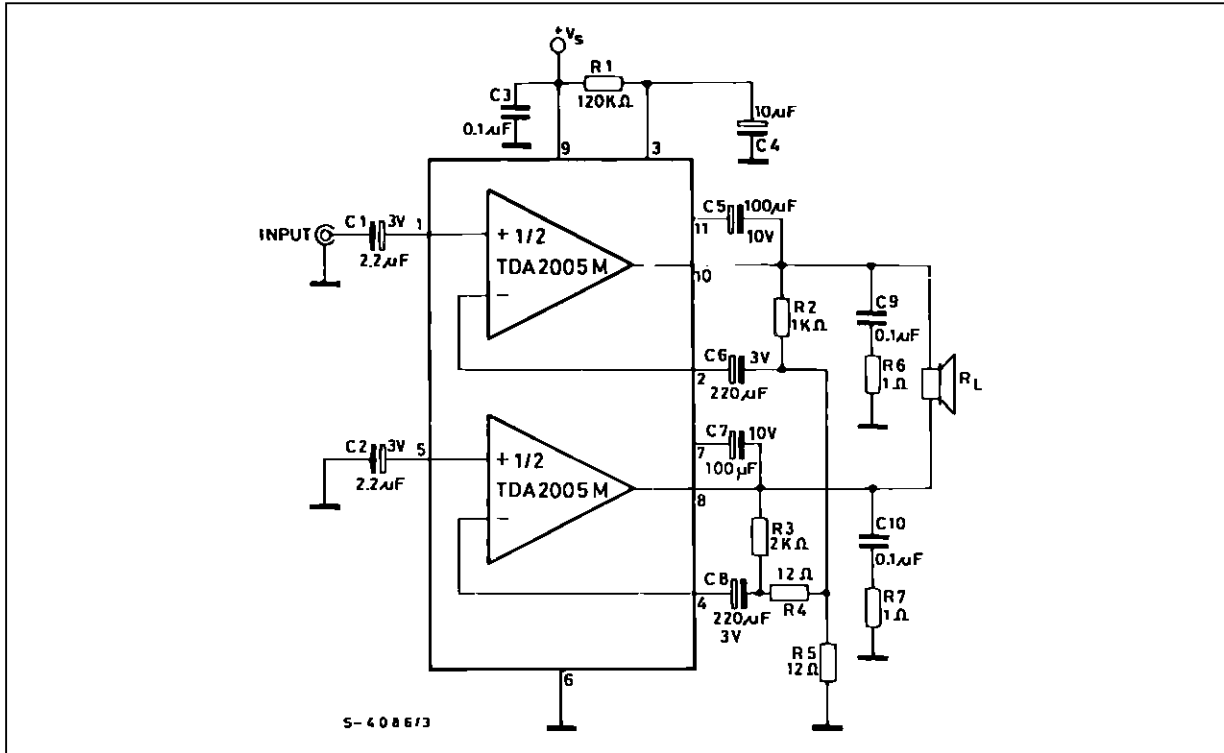 +Vs
R1
120KΩ
C3
0.1µF
10µF
C4
9
3
INPUT
C1
3V
2.2µF
1
+ 1/2
TDA2005M
−
11
C5
100µF
10V
10
R2
1KΩ
C9
0.1µF
R6
1Ω
RL
2
C6
3V
220µF
C2
3V
2.2µF
5
+ 1/2
TDA2005M
−
7
C7
10V
100µF
8
R3
2KΩ
C10
0.1µF
R7
1Ω
4
C8
220µF
3V
12Ω
R4
R5
12Ω
6
S-4086/3